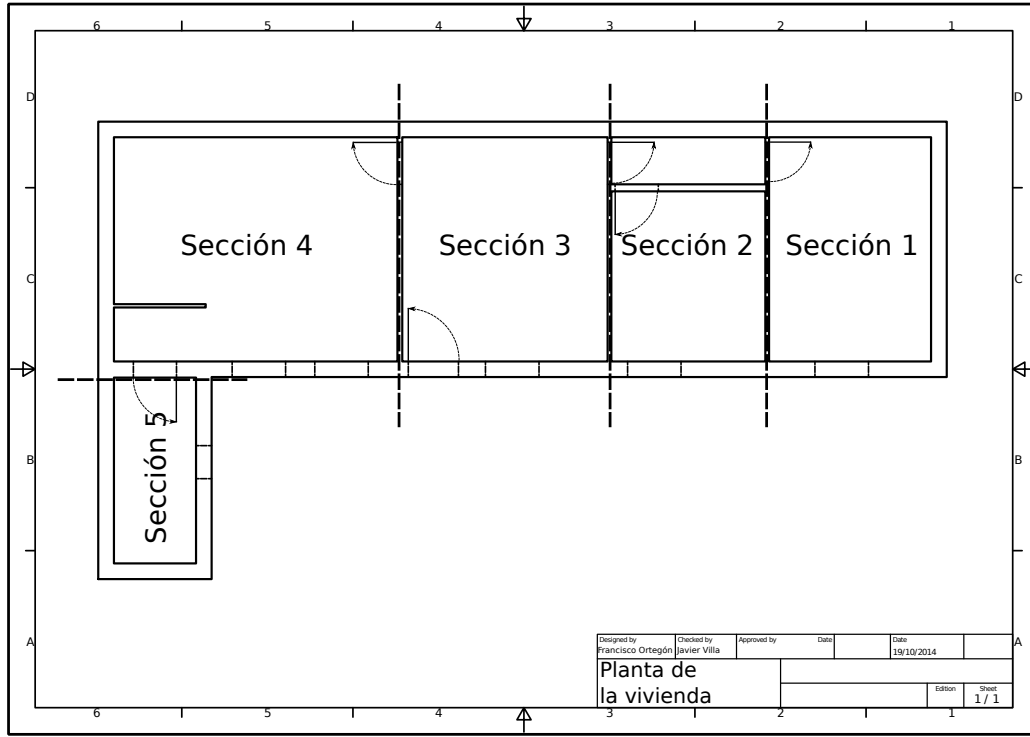 6 5 4 3 2 1
D D
Sección 4 Sección 3 Sección 2 Sección 1
C C
Sección 5
B B
A A
Designed by Checked by Approved by Date Date
Francisco Ortegón Javier Villa 19/10/2014
Planta de
la vivienda
Edition Sheet
1 / 1
6 5 4 3 2 1